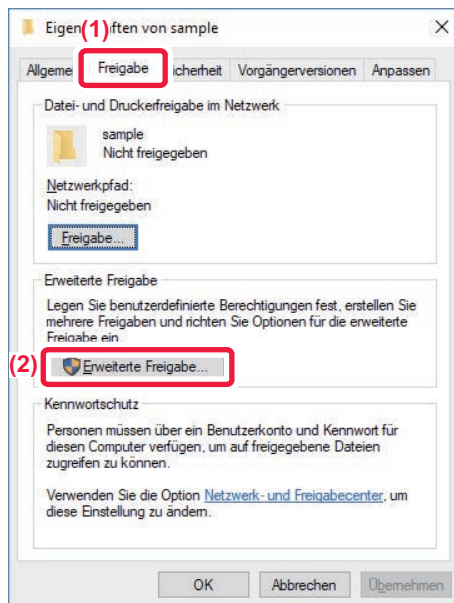 Eigen ften von sample
(1)
Freigabe
Vorgängerversionen
Anpassen
Datei- und Druckerfreigabe im Netzwerk
sample
Nicht freigegeben
Netzwerkpfad:
Nicht freigegeben
Freigabe...
Erweiterte Freigabe
Legen Sie benutzerdefinierte Berechtigungen fest, erstellen Sie
mehrere Freigaben und richten Sie Optionen für die erweiterte
Freigabe ein.
(2)
Erweiterte Freigabe...
Kennwortschutz
Personen müssen über ein Benutzerkonto und Kennwort für
diesen Computer verfügen, um auf freigegebene Dateien
zugreifen zu können.
Verwenden Sie die Option Netzwerk- und Freigabecenter, um
diese Einstellung zu ändern.
OK
Abbrechen
Übernehmen